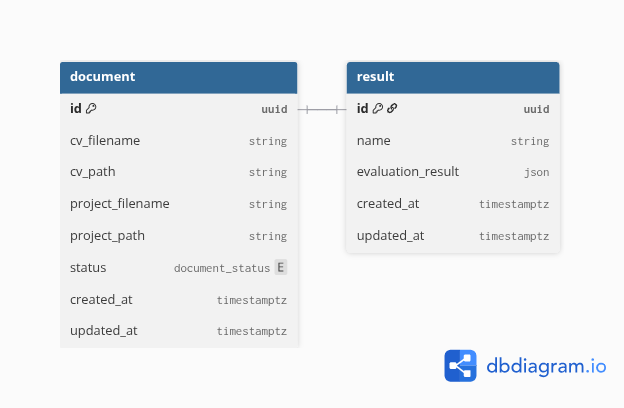 document
id uuid
cv_filename string
cv_path string
project_filename string
project_path string
status document_status E
created_at timestamptz
updated_at timestamptz
result
id uuid
name string
evaluation_result json
created_at timestamptz
updated_at timestamptz
dbdiagram.io